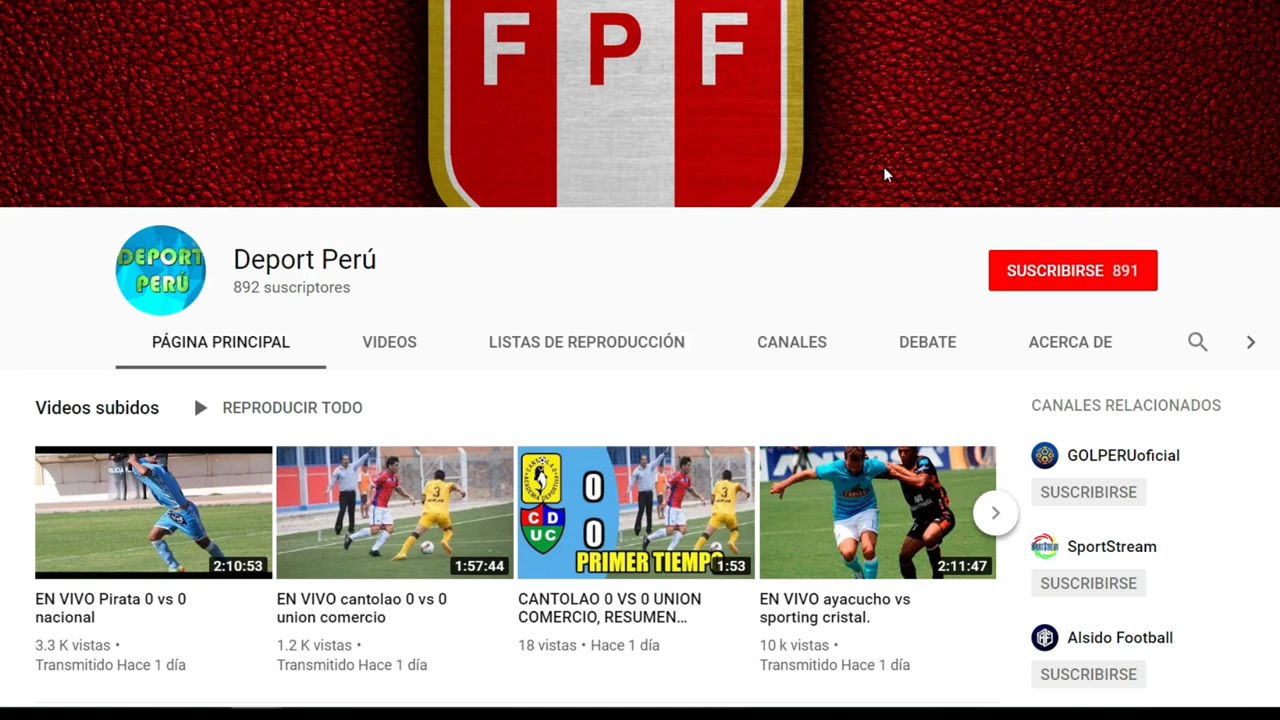 F P F
DEPORT
PERÚ
Deport Perú
892 suscriptores
SUSCRIBIRSE 891
PÁGINA PRINCIPAL
VIDEOS
LISTAS DE REPRODUCCIÓN
CANALES
DEBATE
ACERCA DE
Videos subidos
REPRODUCIR TODO
2:10:53
EN VIVO Pirata 0 vs 0
nacional
3.3 K vistas •
Transmitido Hace 1 día
3
1:57:44
EN VIVO cantolao 0 vs 0
union comercio
1.2 K vistas •
Transmitido Hace 1 día
0
0
C D
U C
3
PRIMER TIEMPO
1:53
CANTOLAO 0 VS 0 UNION
COMERCIO, RESUMEN...
18 vistas • Hace 1 día
2:11:47
EN VIVO ayacucho vs
sporting cristal.
10 k vistas •
Transmitido Hace 1 día
CANALES RELACIONADOS
GOLPERUoficial
SUSCRIBIRSE
SportStream
SUSCRIBIRSE
Alsido Football
SUSCRIBIRSE